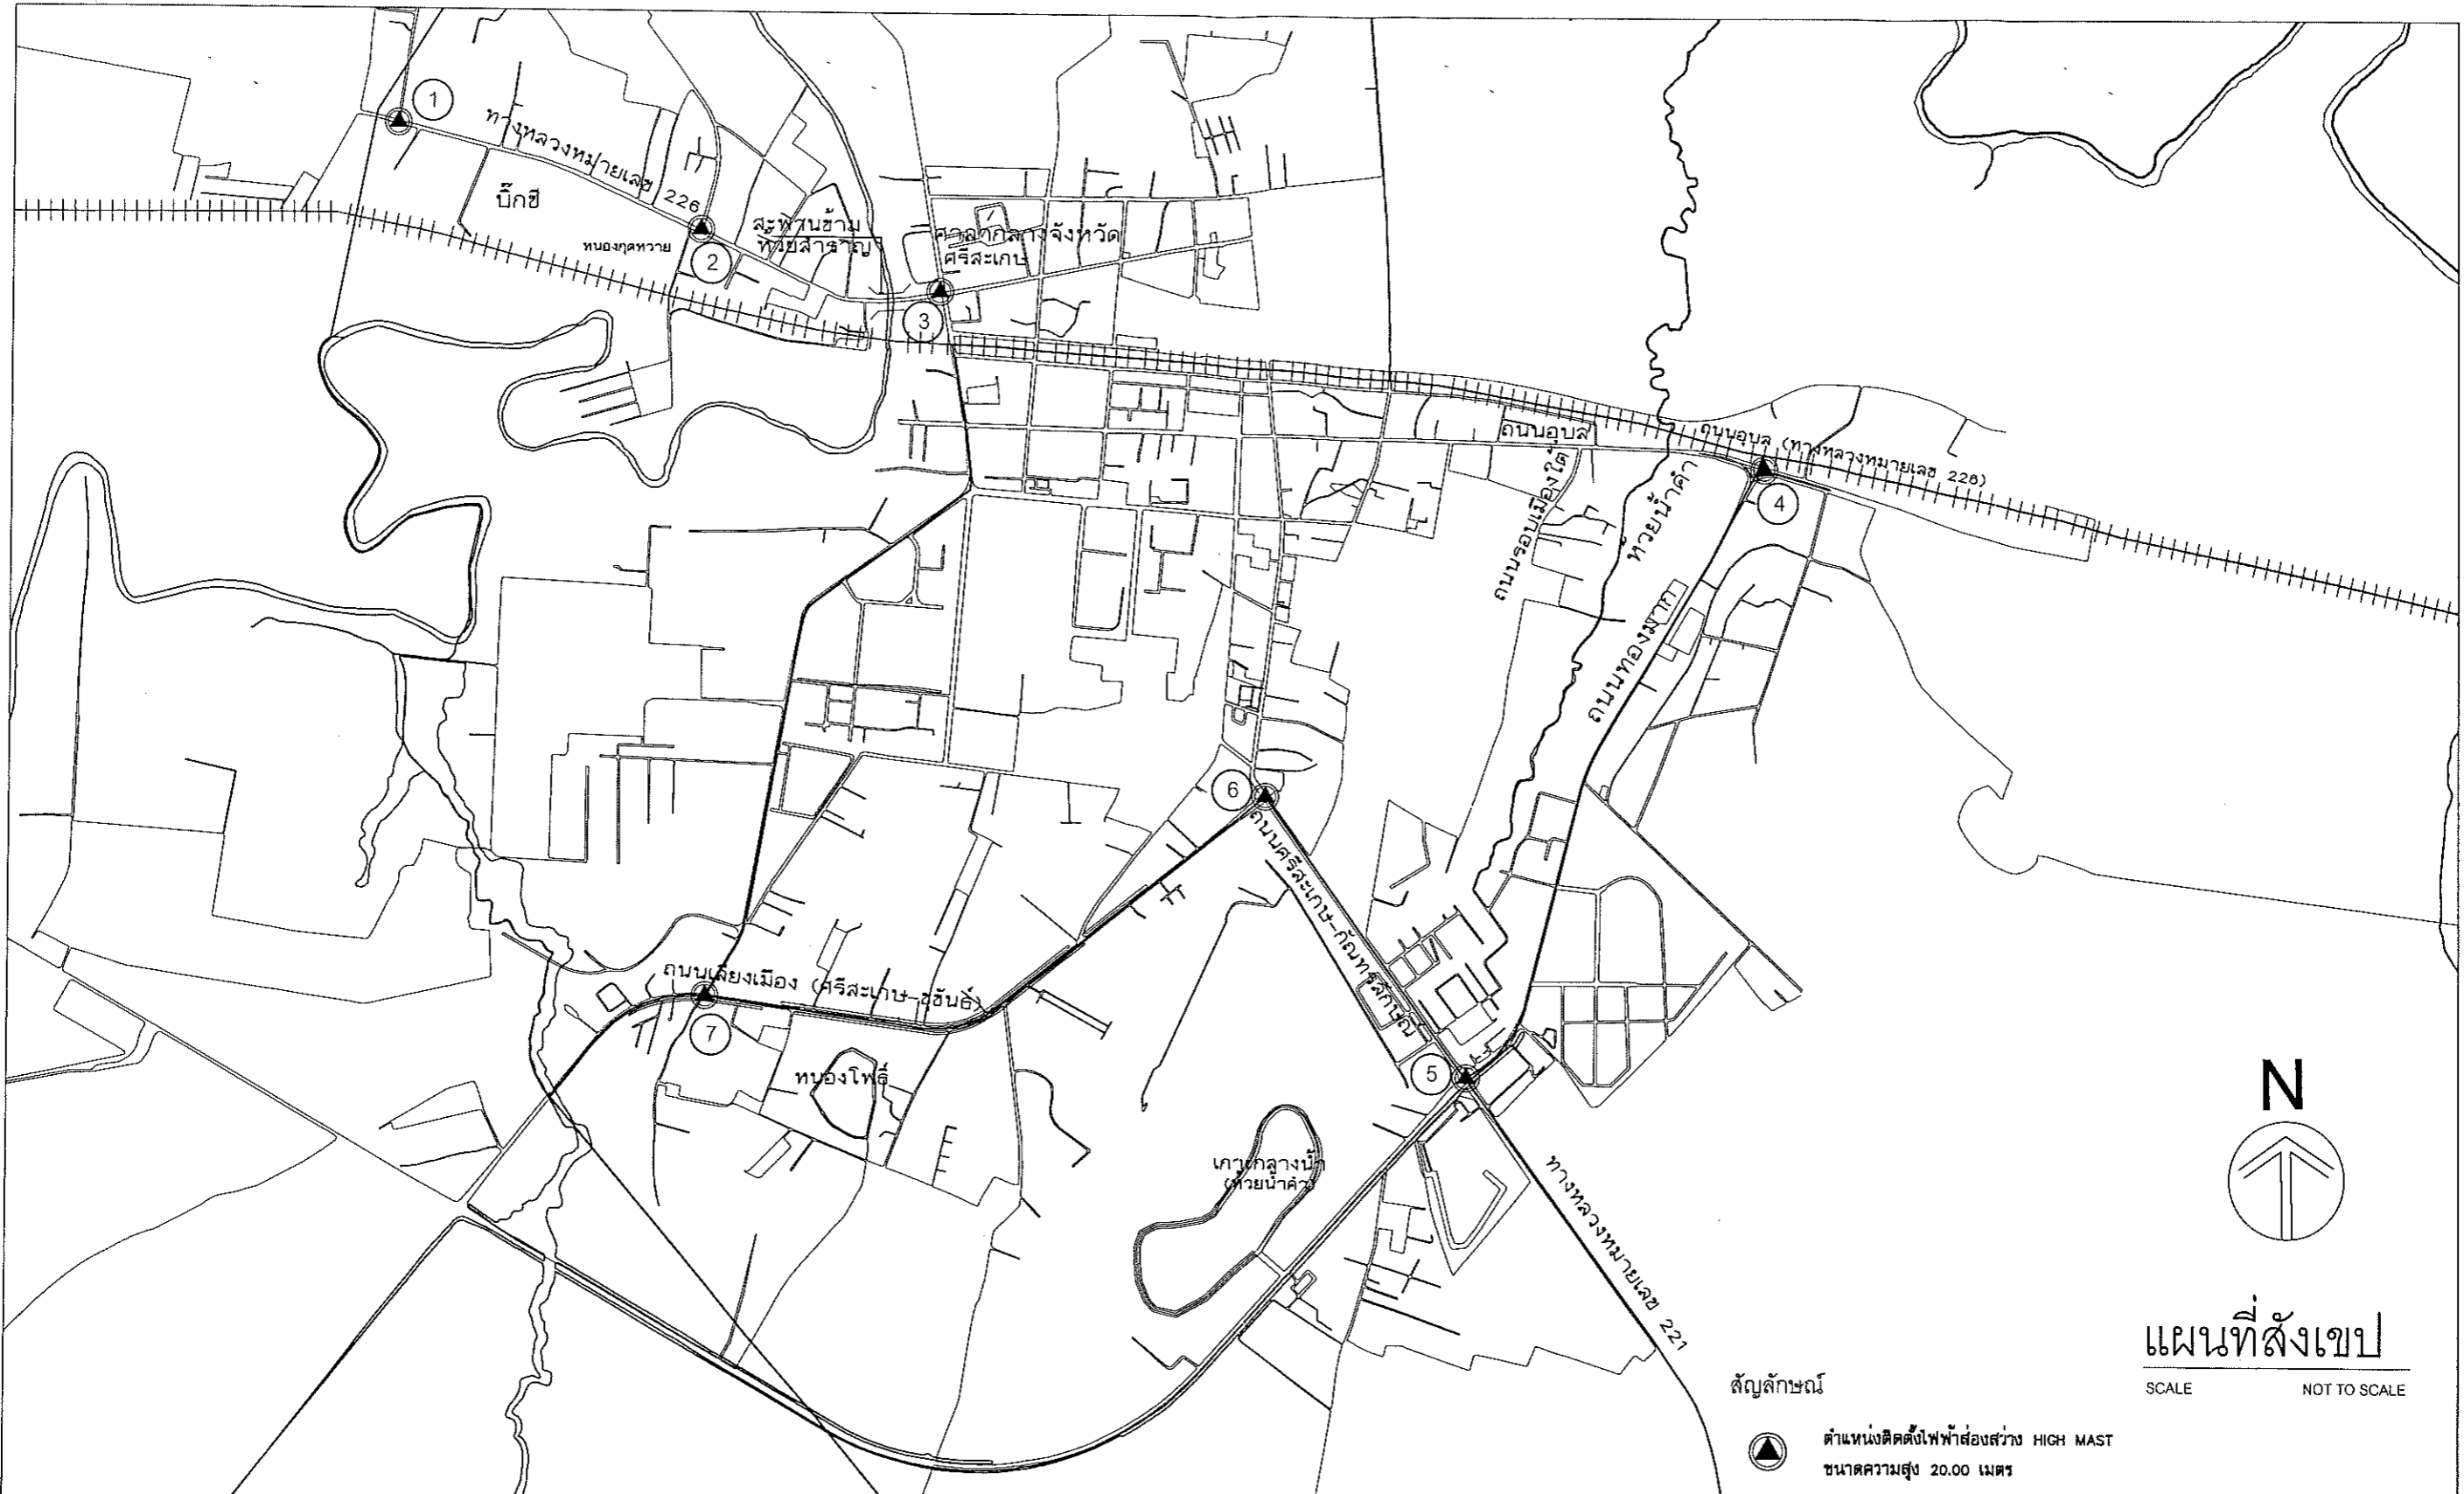 1
ทางหลวงหมายเลข 226
บิ๊กซี
2
หนองกุดหวาย
สะพานข้าม
ห้วยสำราญ
ศาลากลางจังหวัด
ศรีสะเกษ
3
ถนนอุบล
ถนนอุบล (ทางหลวงหมายเลข 226)
4
ถนนรอบเมืองใต้
ห้วยน้ำคำ
ถนนทองมาก
6
ถนนศรีสะเกษ-กันทรลักษณ์
ถนนเลี่ยงเมือง (ศรีสะเกษ-ขุขันธ์)
7
หนองโพธิ์
5
เกาะกลางน้ำ
(ห้วยน้ำคำ)
ทางหลวงหมายเลข 221
N
แผนที่สังเขป
SCALE NOT TO SCALE
สัญลักษณ์
ตำแหน่งติดตั้งไฟฟ้าส่องสว่าง HIGH MAST
ขนาดความสูง 20.00 เมตร